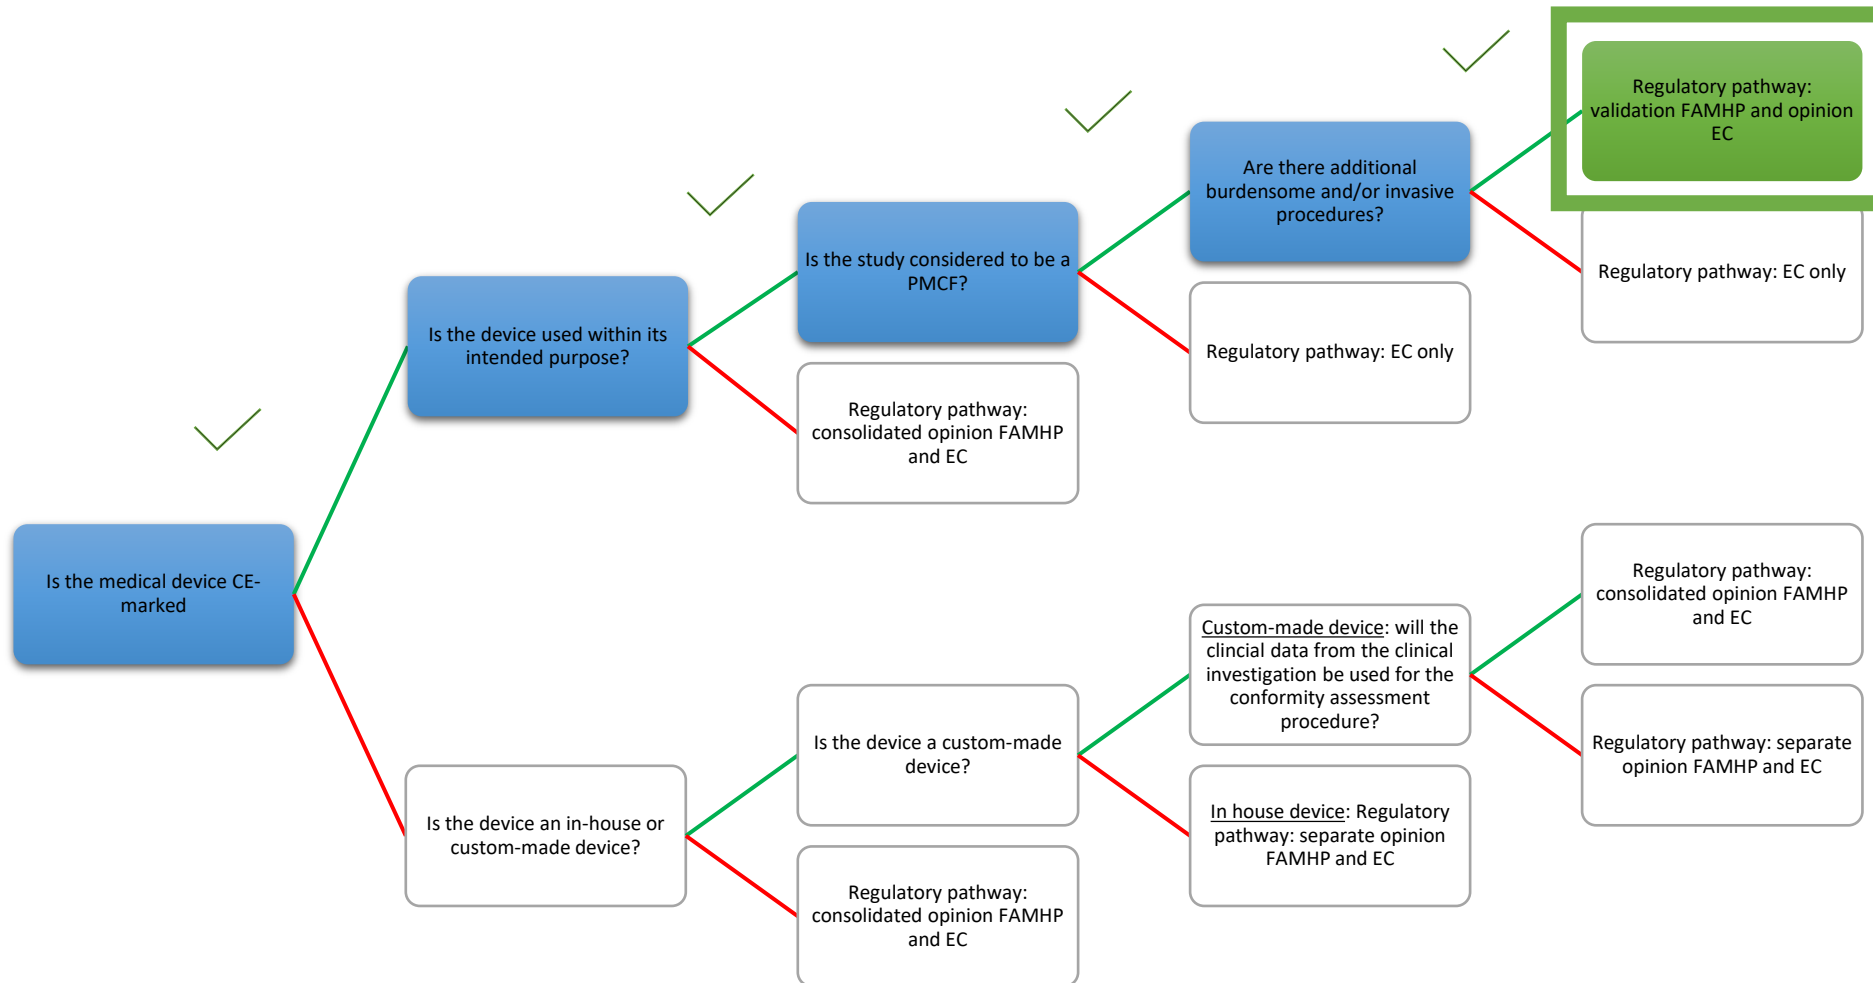 Regulatory pathway:
validation FAMHP and opinion
EC
Are there additional
burdensome and/or invasive
procedures?
Is the study considered to be a
PMCF?
Regulatory pathway: EC only
Is the device used within its
intended purpose?
Regulatory pathway: EC only
Regulatory pathway:
consolidated opinion FAMHP
and EC
Is the medical device CE-
marked
Regulatory pathway:
consolidated opinion FAMHP
and EC
Custom-made device: will the
clincial data from the clinical
investigation be used for the
conformity assessment
procedure?
Is the device a custom-made
device?
Regulatory pathway: separate
opinion FAMHP and EC
Is the device an in-house or
custom-made device?
In house device: Regulatory
pathway: separate opinion
FAMHP and EC
Regulatory pathway:
consolidated opinion FAMHP
and EC